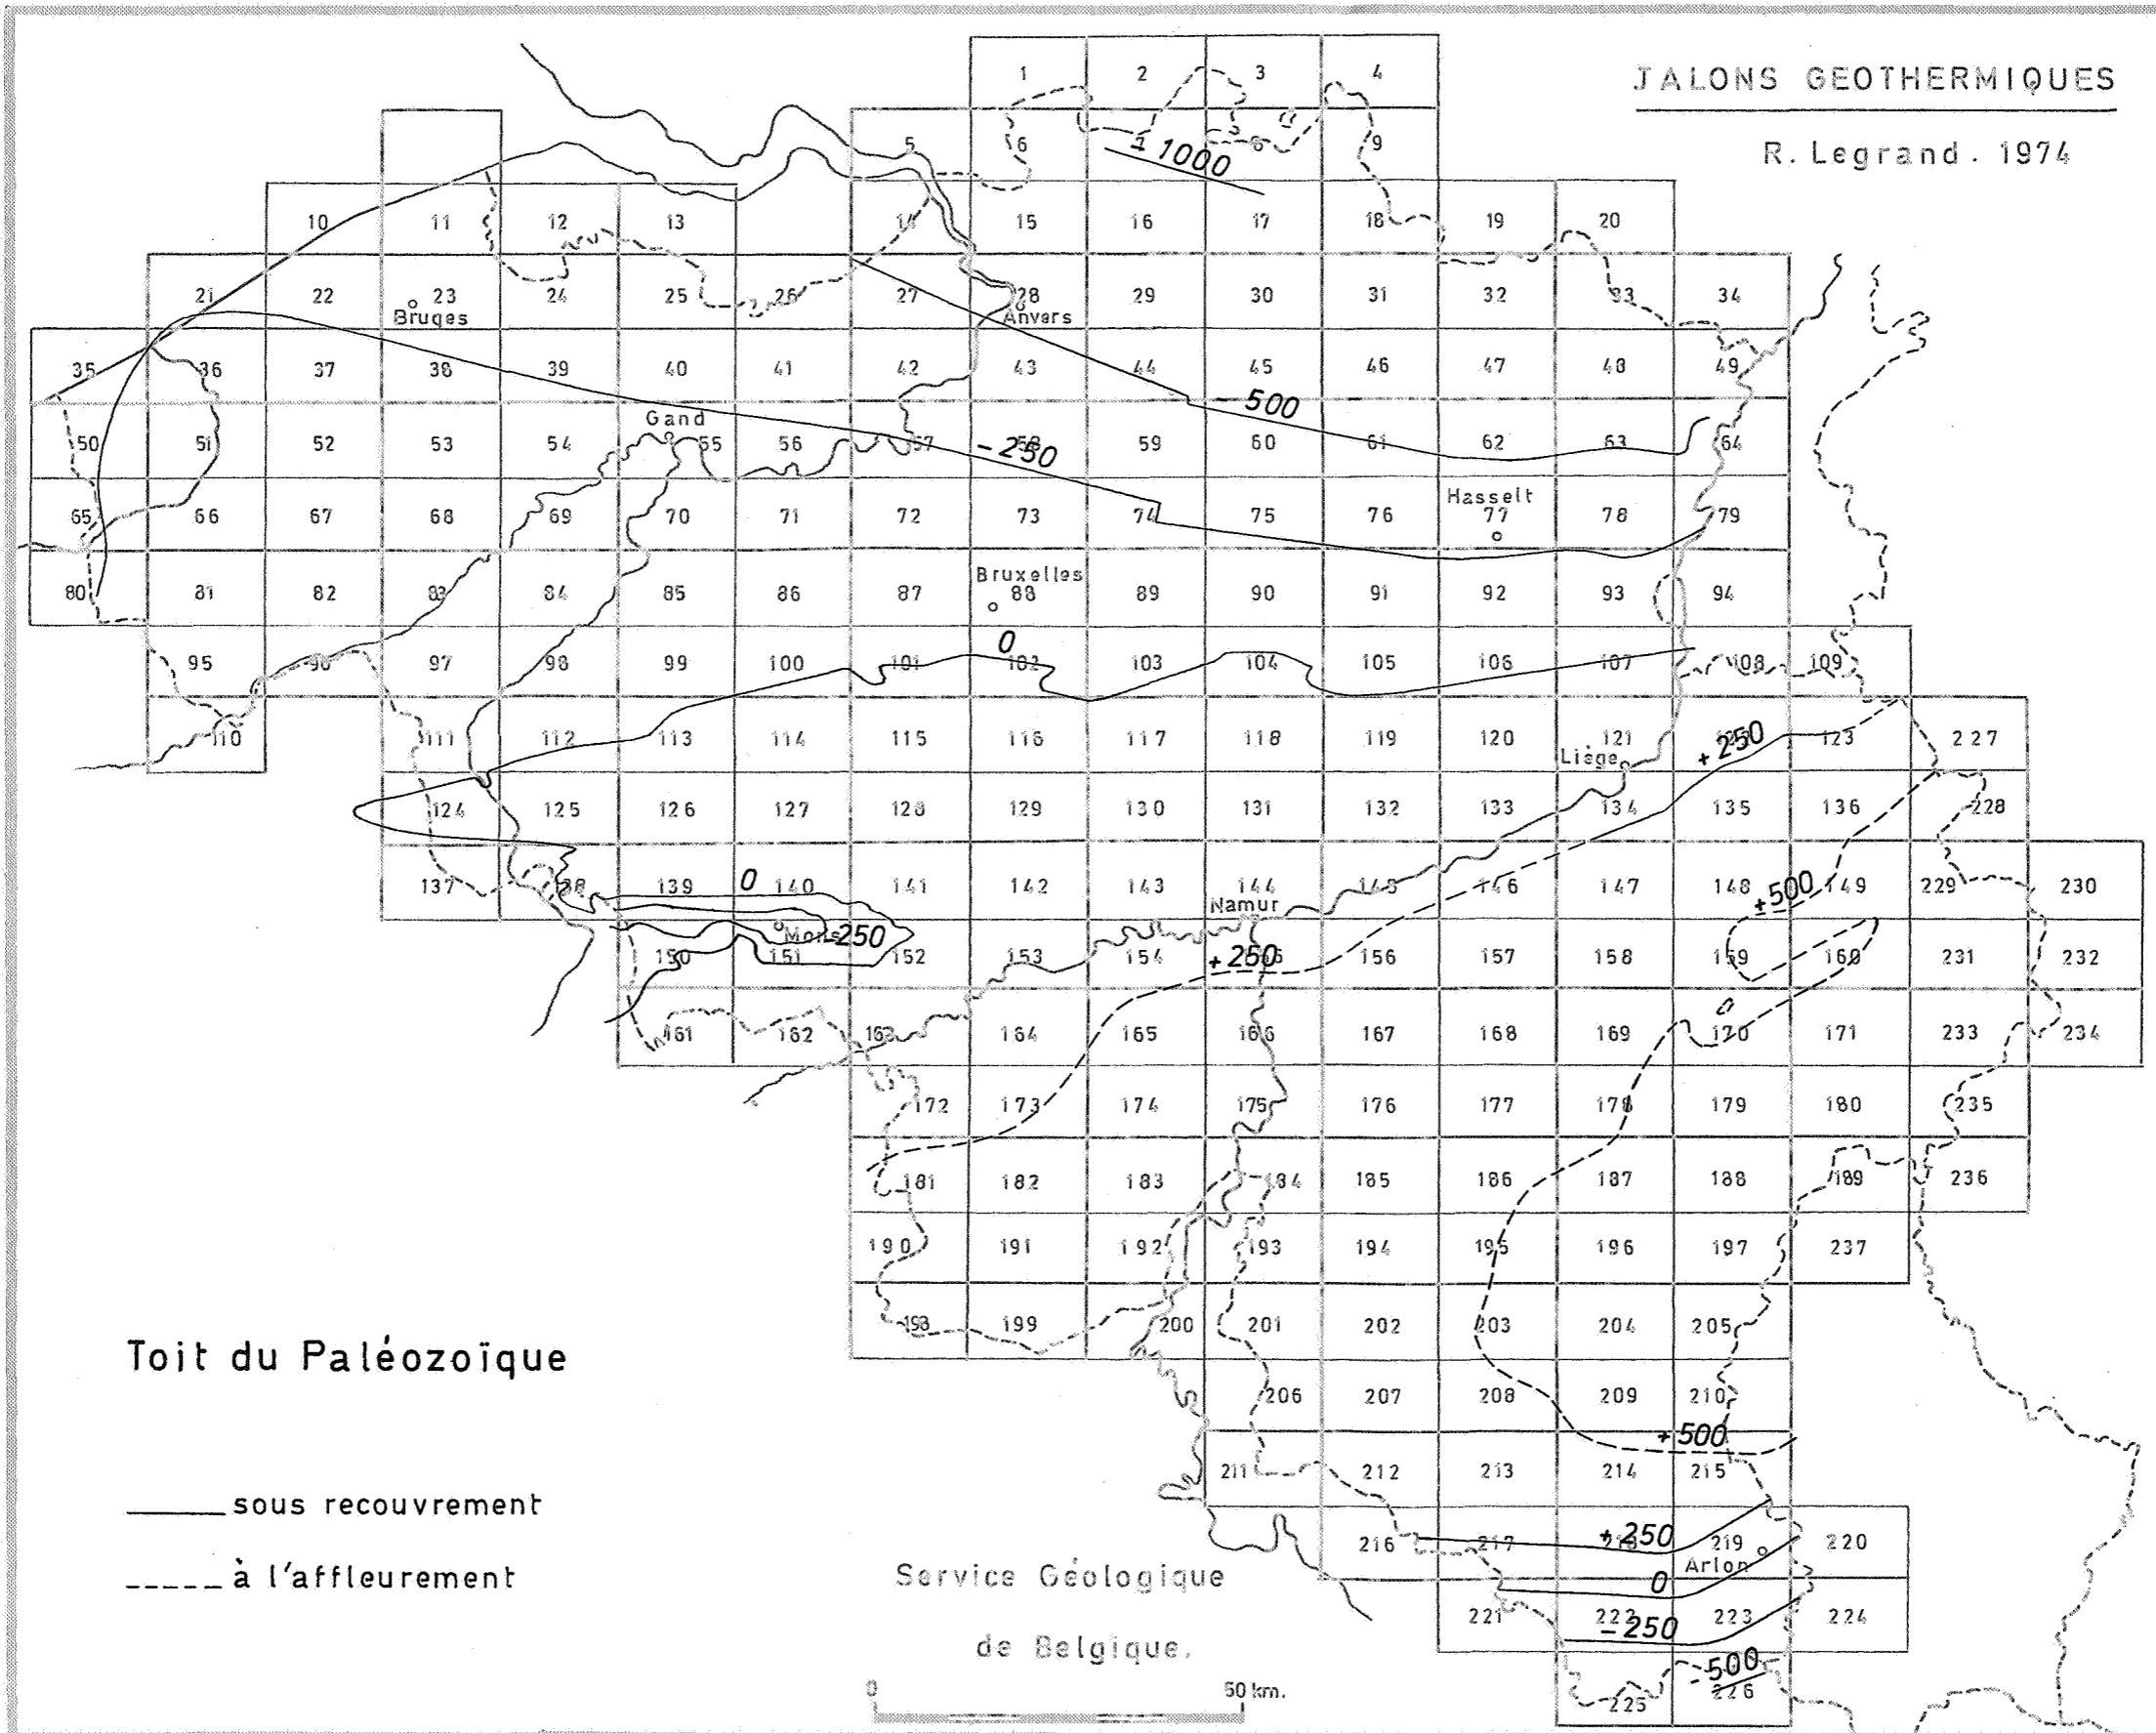 JALONS GEOTHERMIQUES
R. Legrand. 1974
1 2 3 4
5 6 7 8 9
- 1000
10 11 12 13 14 15 16 17 18 19 20
21 22 23 24 25 26 27 28 29 30 31 32 33 34
Bruges Anvers
35 36 37 38 39 40 41 42 43 44 45 46 47 48 49
- 500
Gand
50 51 52 53 54 55 56 57 58 59 60 61 62 63 64
-250
Hasselt
65 66 67 68 69 70 71 72 73 74 75 76 77 78 79
Bruxelles
80 81 82 83 84 85 86 87 88 89 90 91 92 93 94
0
95 96 97 98 99 100 101 102 103 104 105 106 107 108 109
110 111 112 113 114 115 116 117 118 119 120 121 + 250 123 227
Liège
124 125 126 127 128 129 130 131 132 133 134 135 136 228
137 138 139 0 140 141 142 143 144 145 146 147 148 +500 149 229 230
Namur
Mons -250
150 151 152 153 154 +250 156 157 158 159 160 231 232
0
161 162 163 164 165 166 167 168 169 170 171 233 234
172 173 174 175 176 177 178 179 180 235
181 182 183 184 185 186 187 188 189 236
190 191 192 193 194 195 196 197 237
198 199 200 201 202 203 204 205
Toit du Paléozoïque
206 207 208 209 210
+500
211 212 213 214 215
sous recouvrement
216 217 +250 219 220
Arlon
à l'affleurement
Service Géologique
0
221 222 223 224
-250
de Belgique.
-500
225 226
0 50 km.